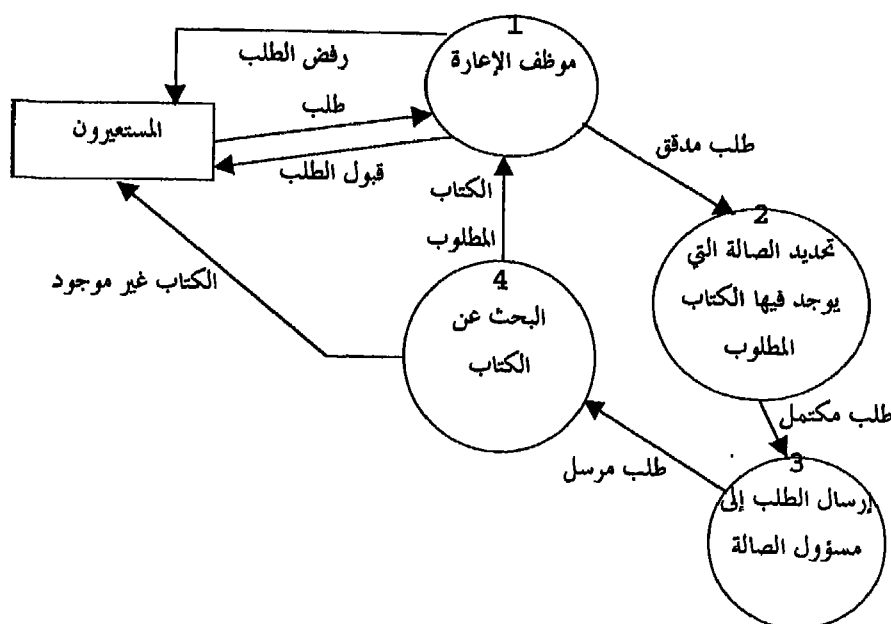 1
موظف الإعارة
رفض الطلب
طلب
المستعيرون
قبول الطلب
طلب مدقق
الكتاب
المطلوب
2
تحديد الصالة التي
يوجد فيها الكتاب
المطلوب
4
البحث عن
الكتاب
الكتاب غير موجود
طلب مكتمل
طلب مرسل
3
إرسال الطلب إلى
مسؤول الصالة